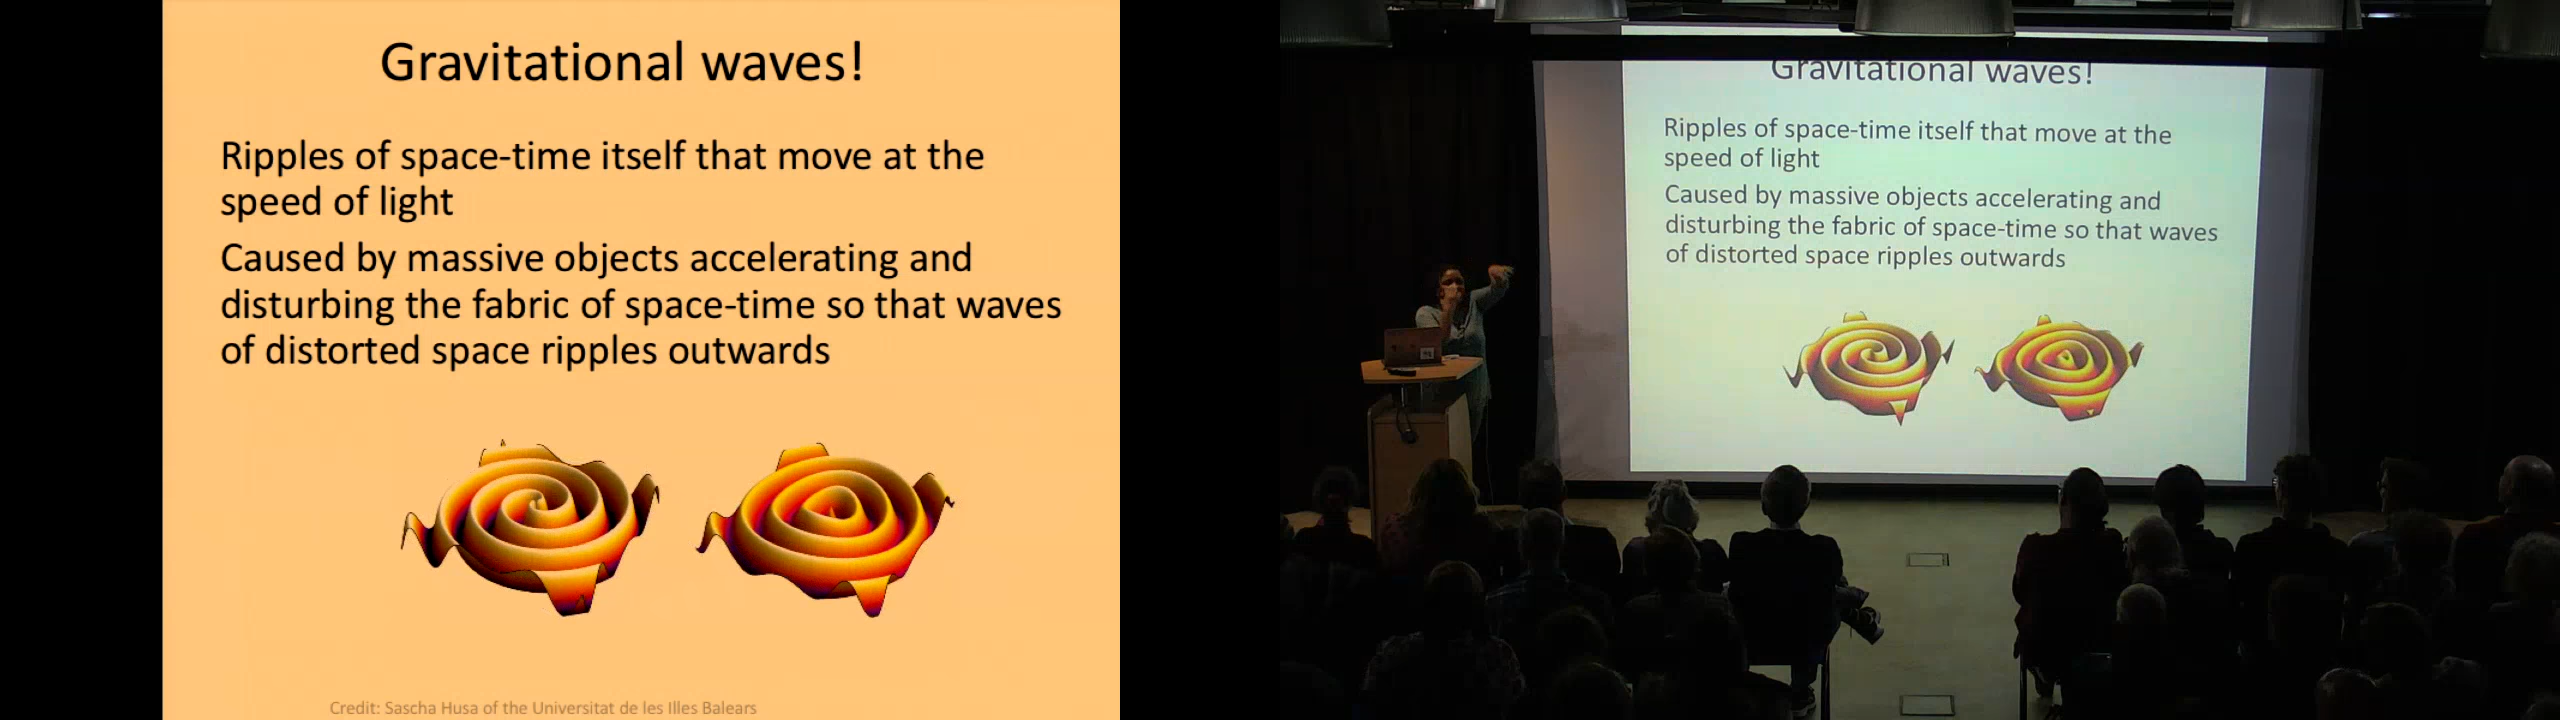 Gravitational waves!
Ripples of space-time itself that move at the
speed of light
Caused by massive objects accelerating and
disturbing the fabric of space-time so that waves
of distorted space ripples outwards
Credit: Sascha Husa of the Universitat de les Illes Balears
Gravitational waves!
Ripples of space-time itself that move at the
speed of light
Caused by massive objects accelerating and
disturbing the fabric of space-time so that waves
of distorted space ripples outwards